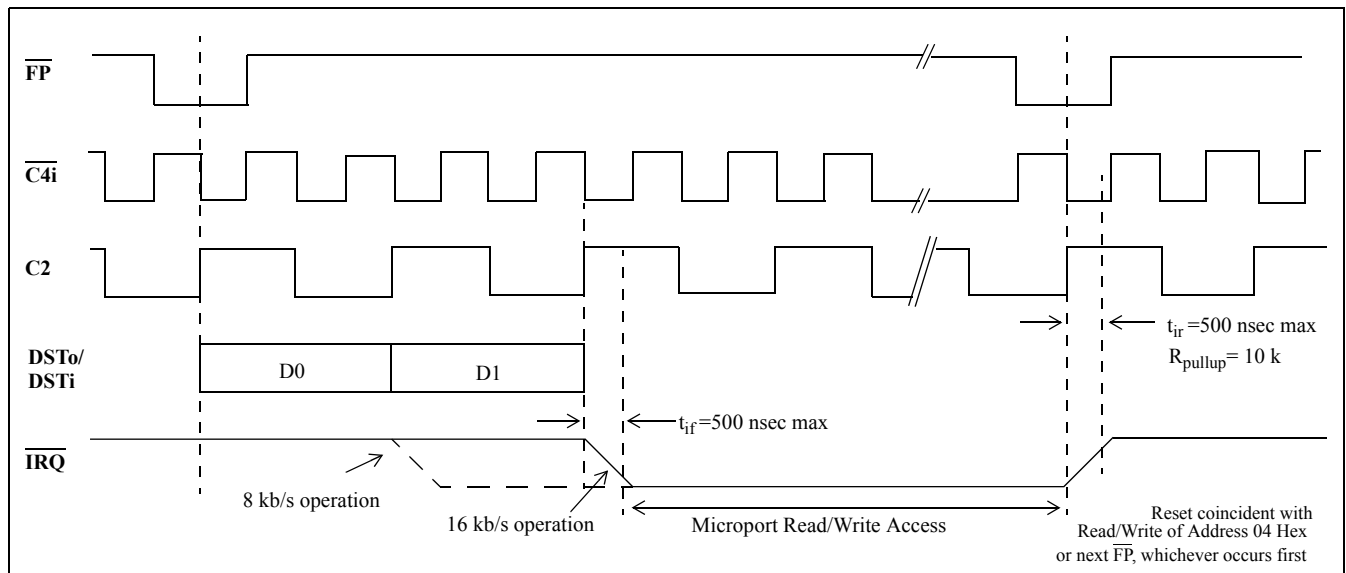 FP
C4i
C2
t_ir =500 nsec max
R_pullup= 10 k
DSTo/
DSTi
D0
D1
t_if=500 nsec max
IRQ
8 kb/s operation
16 kb/s operation
Microport Read/Write Access
Reset coincident with
Read/Write of Address 04 Hex
or next FP, whichever occurs first